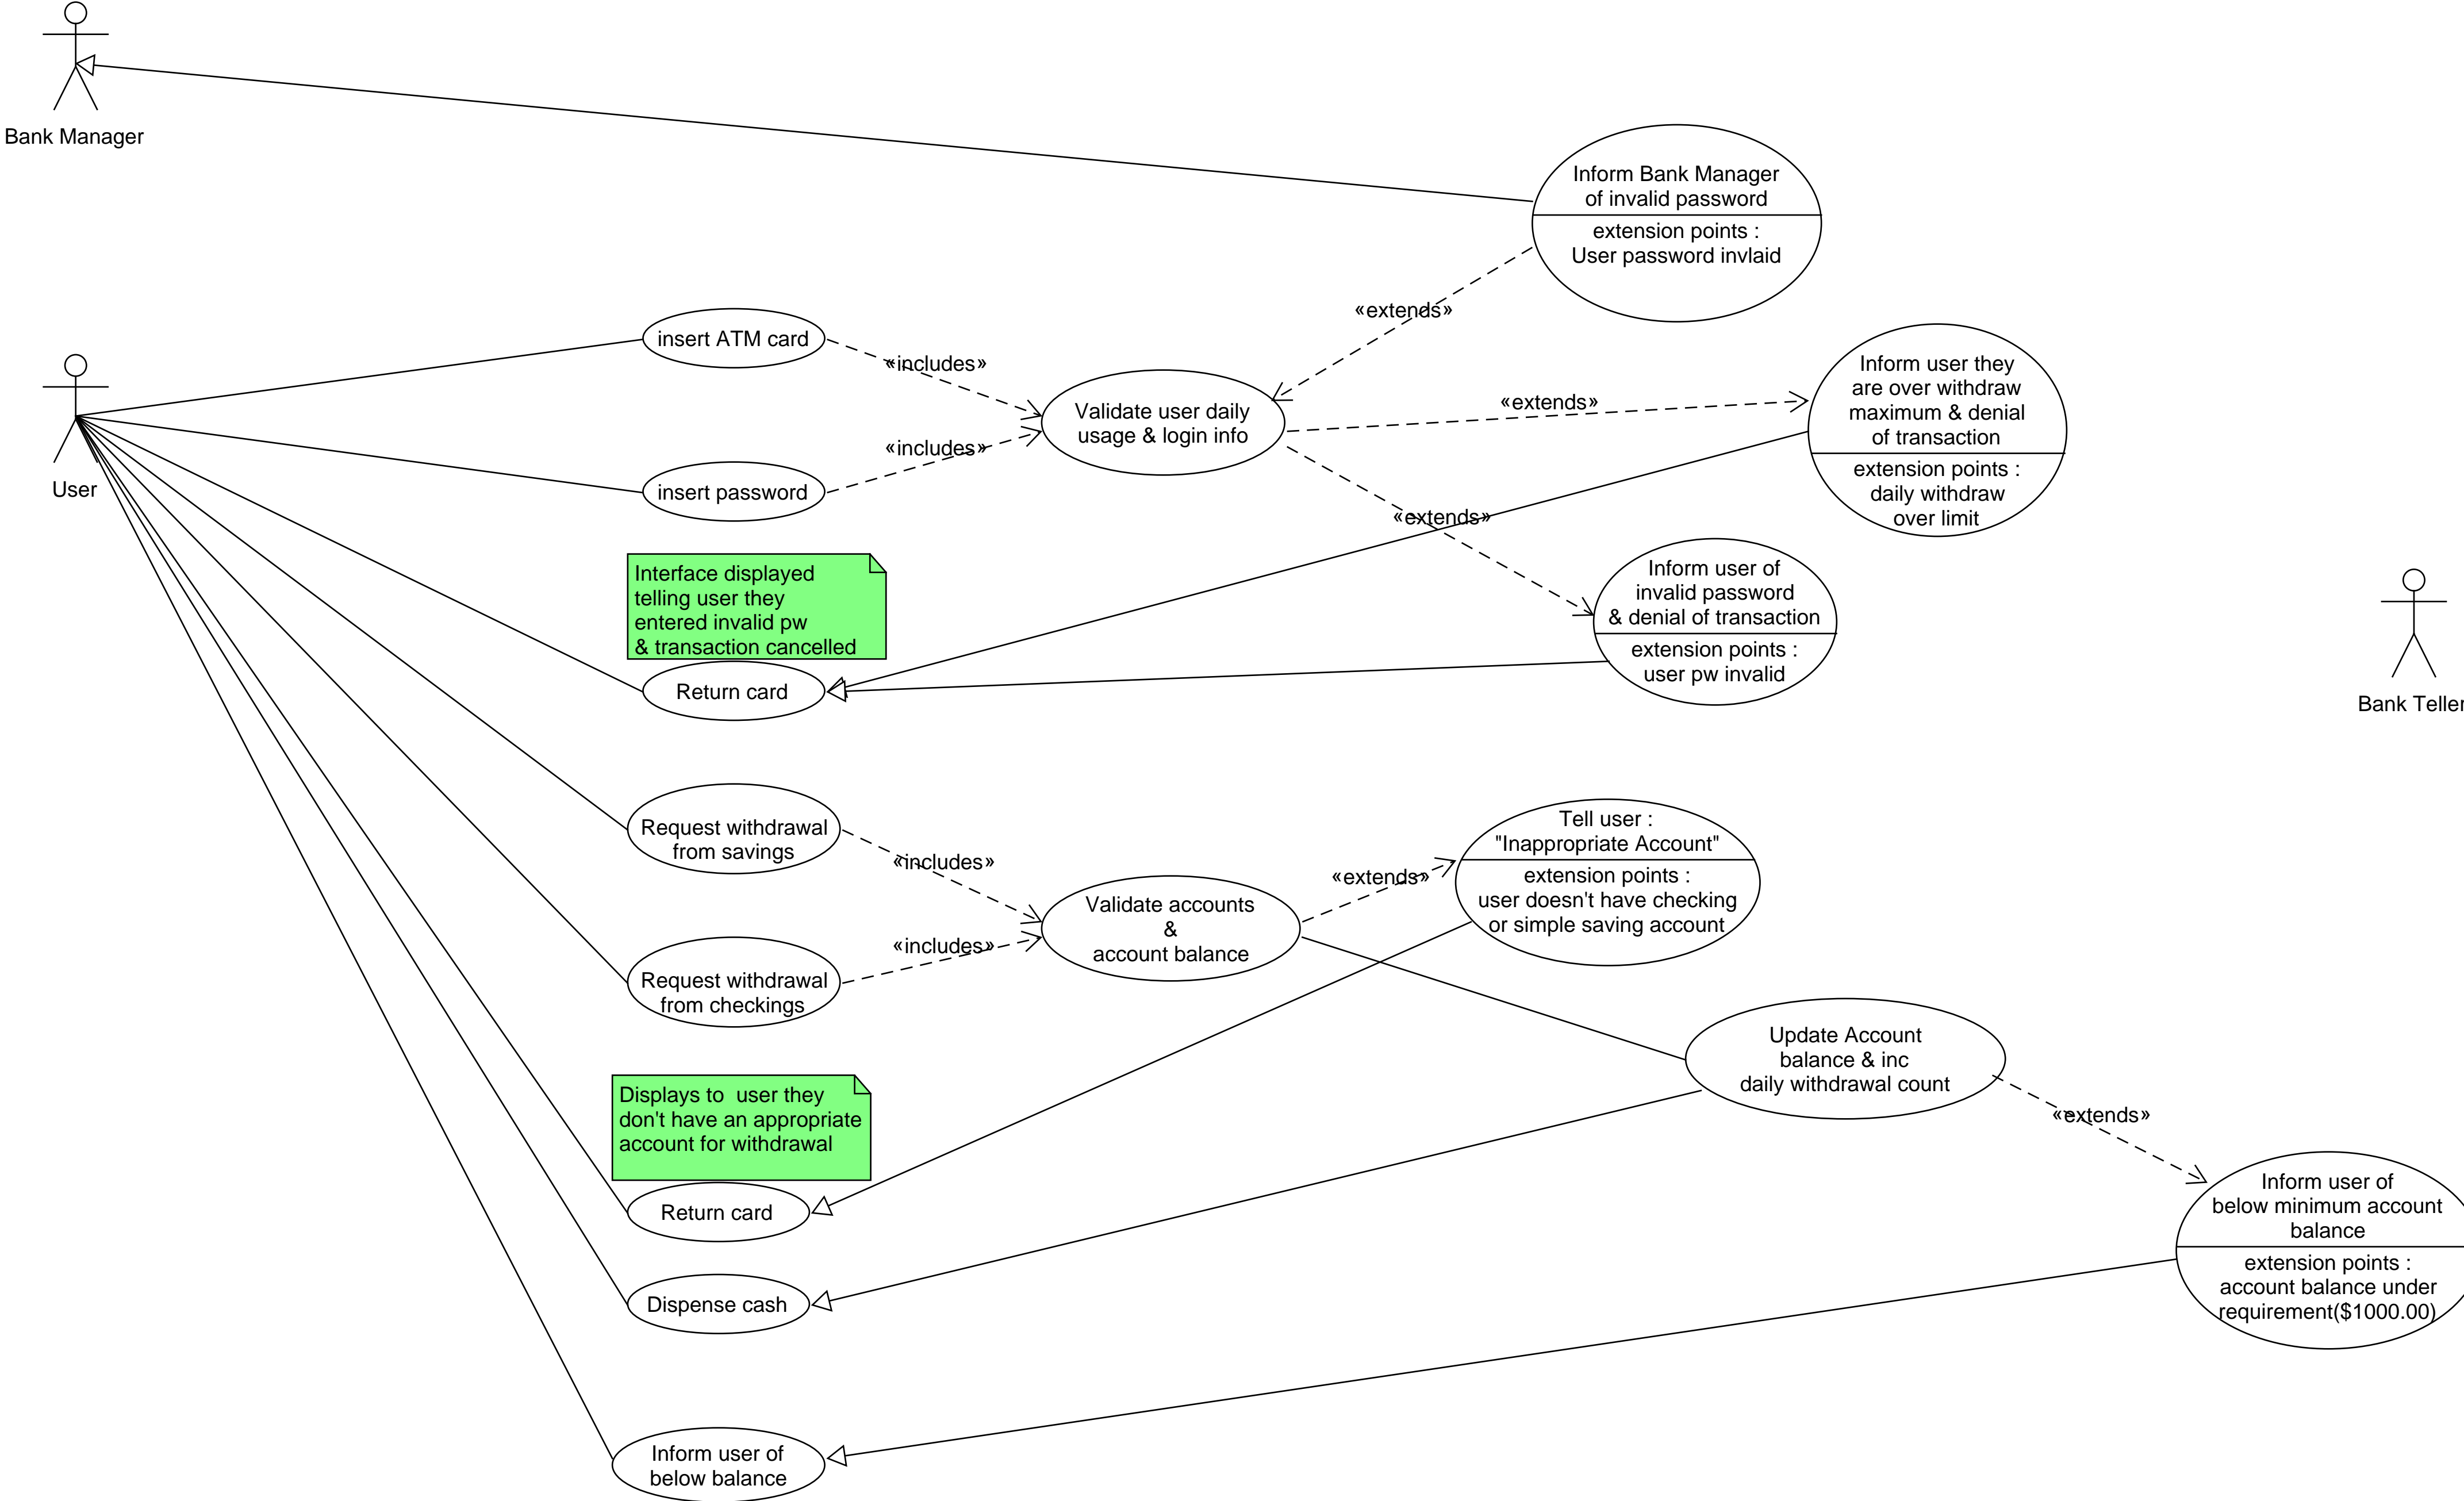 Bank Manager
Inform Bank Manager
of invalid password
extension points :
User password invlaid
«extends»
insert ATM card
«includes»
Validate user daily
usage & login info
«extends»
Inform user they
are over withdraw
maximum & denial
of transaction
extension points :
daily withdraw
over limit
User
insert password
«includes»
«extends»
Interface displayed
telling user they
entered invalid pw
& transaction cancelled
Inform user of
invalid password
& denial of transaction
extension points :
user pw invalid
Return card
Bank Teller
Request withdrawal
from savings
«includes»
Validate accounts
&
account balance
«extends»
Tell user :
"Inappropriate Account"
extension points :
user doesn't have checking
or simple saving account
Request withdrawal
from checkings
«includes»
Update Account
balance & inc
daily withdrawal count
«extends»
Displays to  user they
don't have an appropriate
account for withdrawal
Return card
Inform user of
below minimum account
balance
extension points :
account balance under
requirement($1000.00)
Dispense cash
Inform user of
below balance